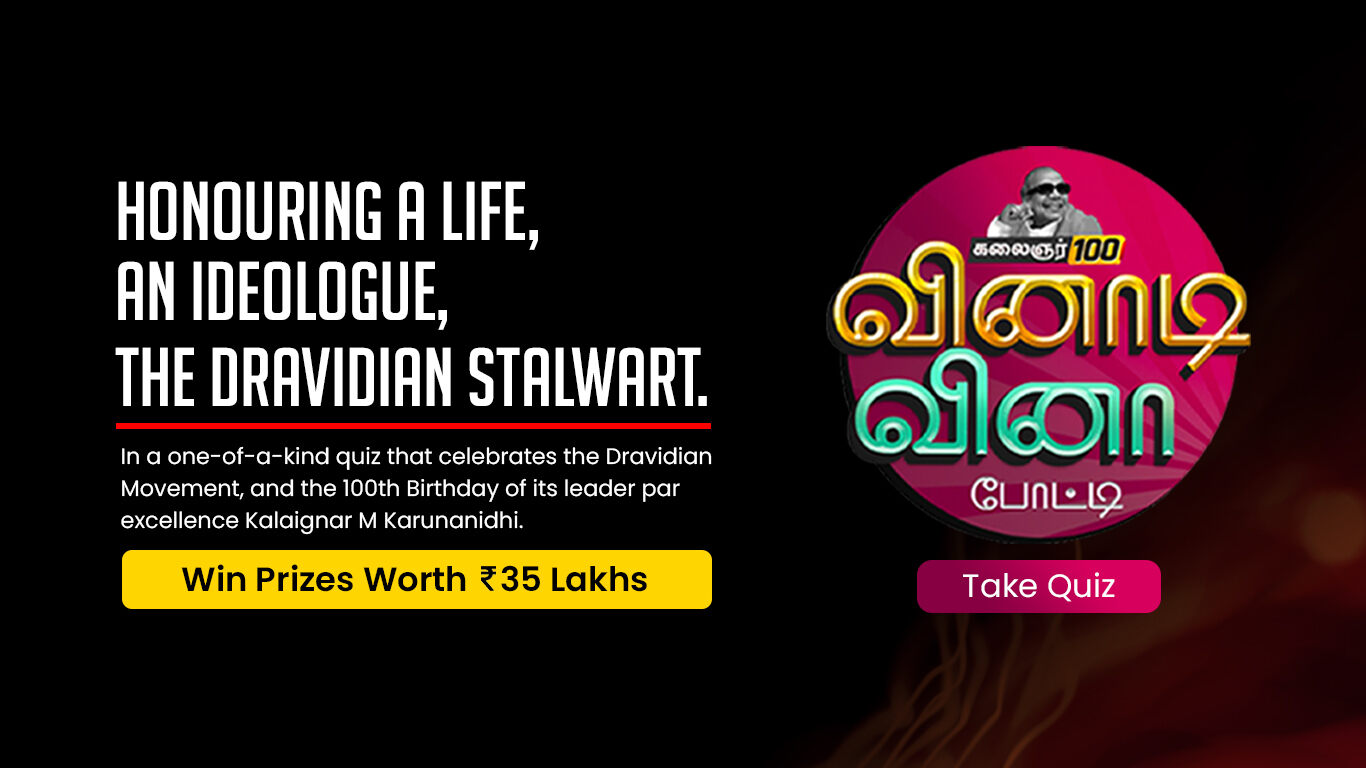 HONOURING A LIFE,
AN IDEOLOGUE,
THE DRAVIDIAN STALWART.
In a one-of-a-kind quiz that celebrates the Dravidian
Movement, and the 100th Birthday of its leader par
excellence Kalaignar M Karunanidhi.
Win Prizes Worth ₹35 Lakhs
கலைஞர் 100
வினாடி
வினா
போட்டி
Take Quiz